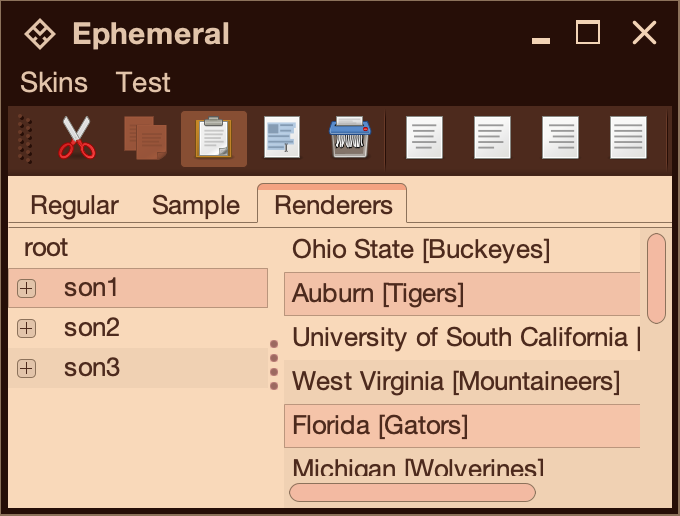 Ephemeral
Skins Test
Regular Sample Renderers
root
son1
son2
son3
Ohio State [Buckeyes]
Auburn [Tigers]
University of South California [
West Virginia [Mountaineers]
Florida [Gators]
Michigan [Wolverines]